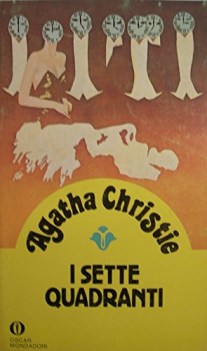 Agatha Christie
I SETTE
QUADRANTI
OSCAR
MONDADORI